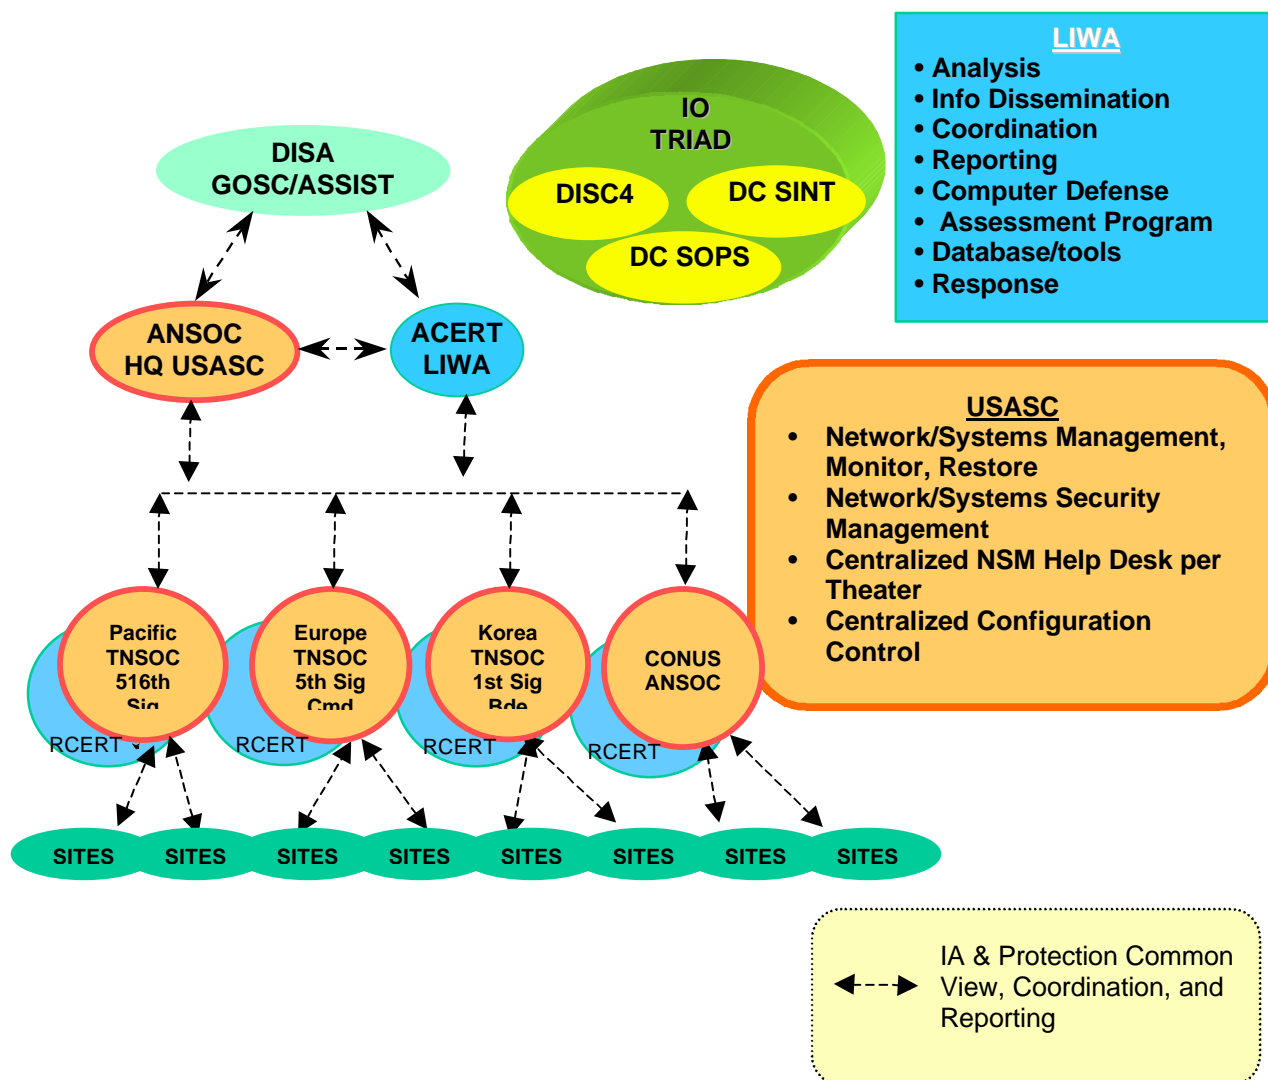 LIWA
• Analysis
• Info Dissemination
• Coordination
• Reporting
• Computer Defense
• Assessment Program
• Database/tools
• Response
IO
TRIAD
DISC4
DC SINT
DC SOPS
DISA
GOSC/ASSIST
ANSOC
HQ USASC
ACERT
LIWA
USASC
• Network/Systems Management,
Monitor, Restore
• Network/Systems Security
Management
• Centralized NSM Help Desk per
Theater
• Centralized Configuration
Control
Pacific
TNSOC
516th
Sig
RCERT
Europe
TNSOC
5th Sig
Cmd
RCERT
Korea
TNSOC
1st Sig
Bde
RCERT
CONUS
ANSOC
RCERT
SITES
SITES
SITES
SITES
SITES
SITES
SITES
SITES
IA & Protection Common
View, Coordination, and
Reporting